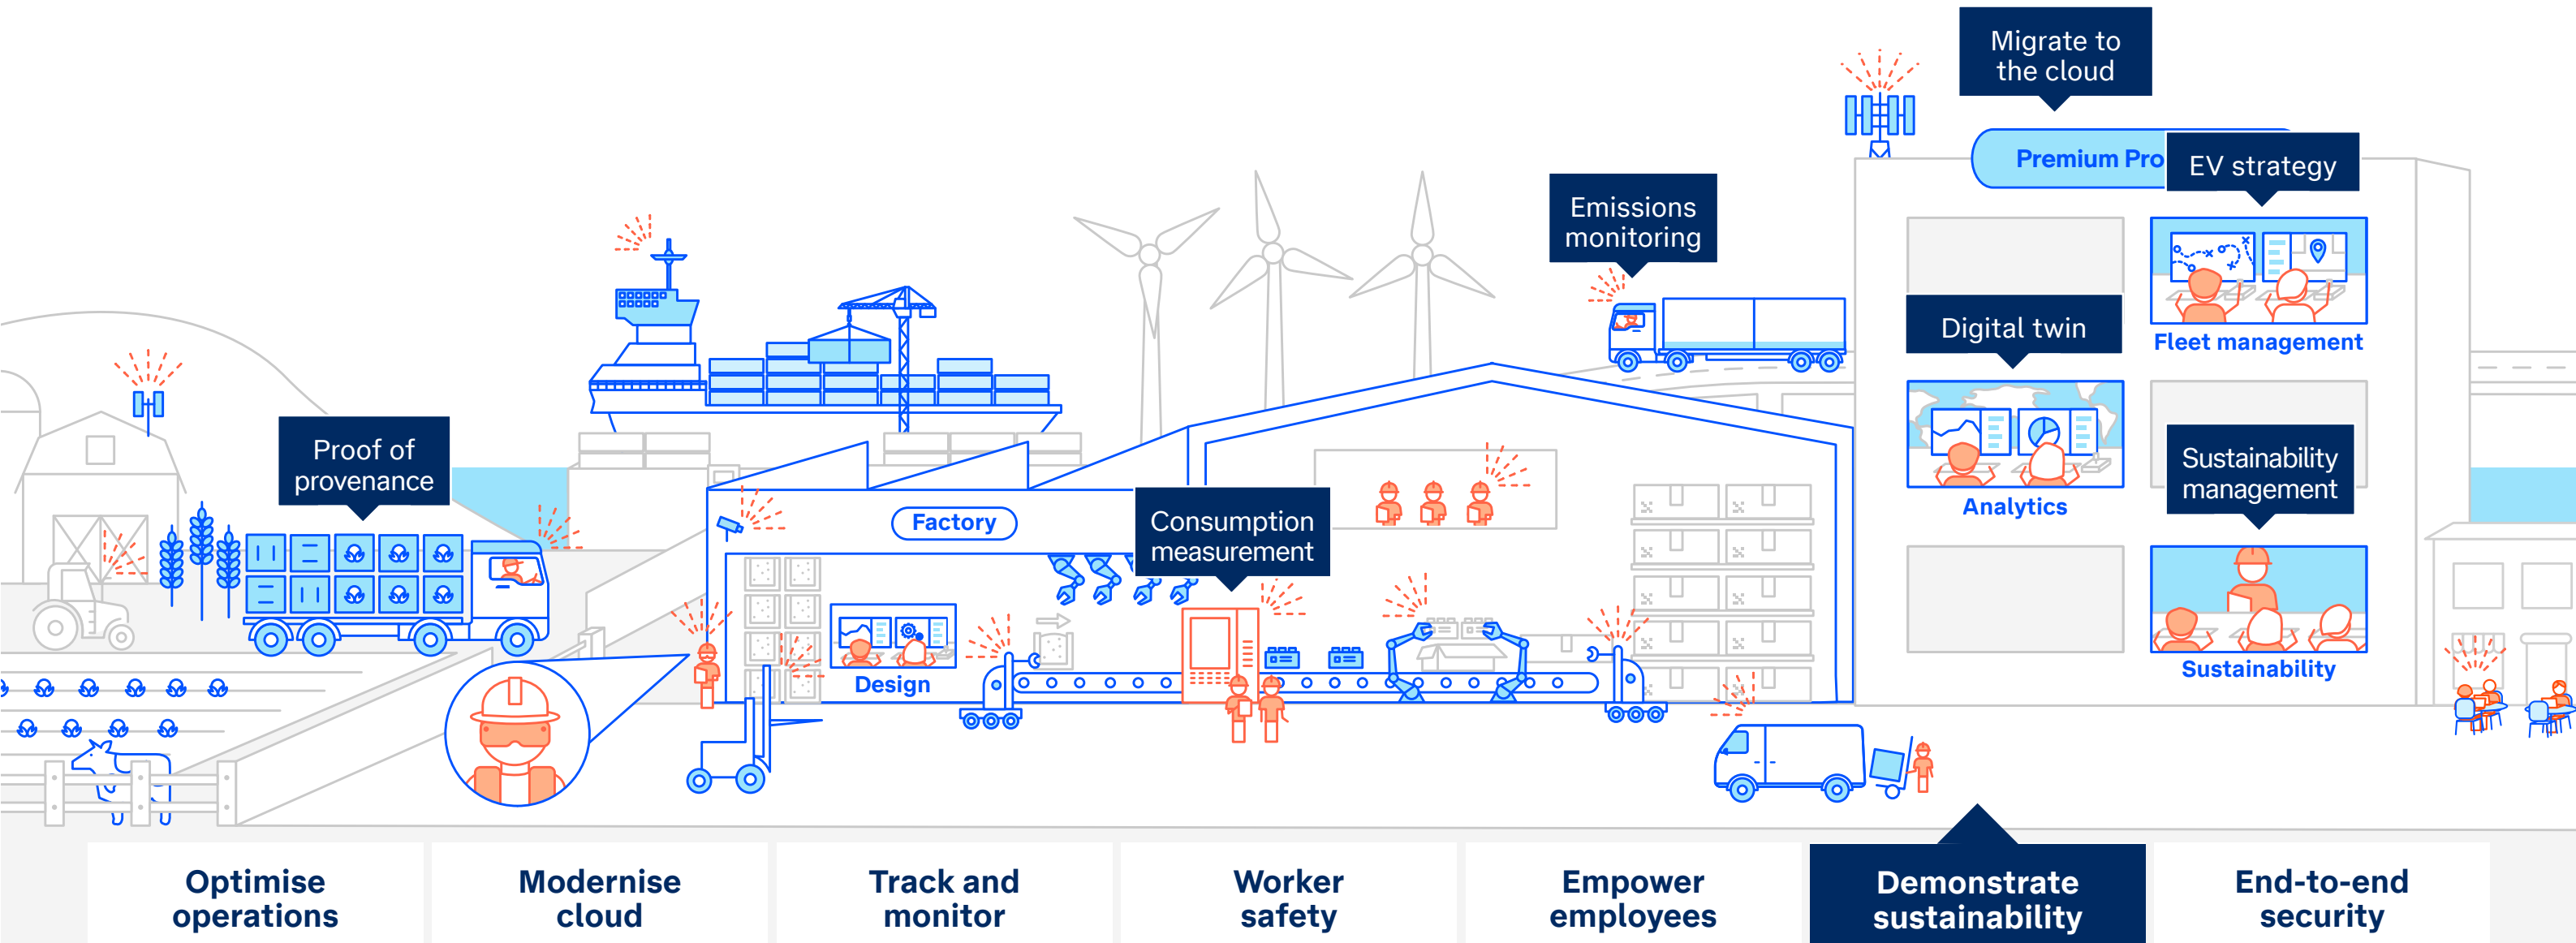 Migrate to
the cloud
Premium Pro
EV strategy
Emissions
monitoring
Digital twin
Fleet management
Proof of
provenance
Sustainability
management
Analytics
Factory
Consumption
measurement
Design
Sustainability
Optimise
operations
Modernise
cloud
Track and
monitor
Worker
safety
Empower
employees
Demonstrate
sustainability
End-to-end
security